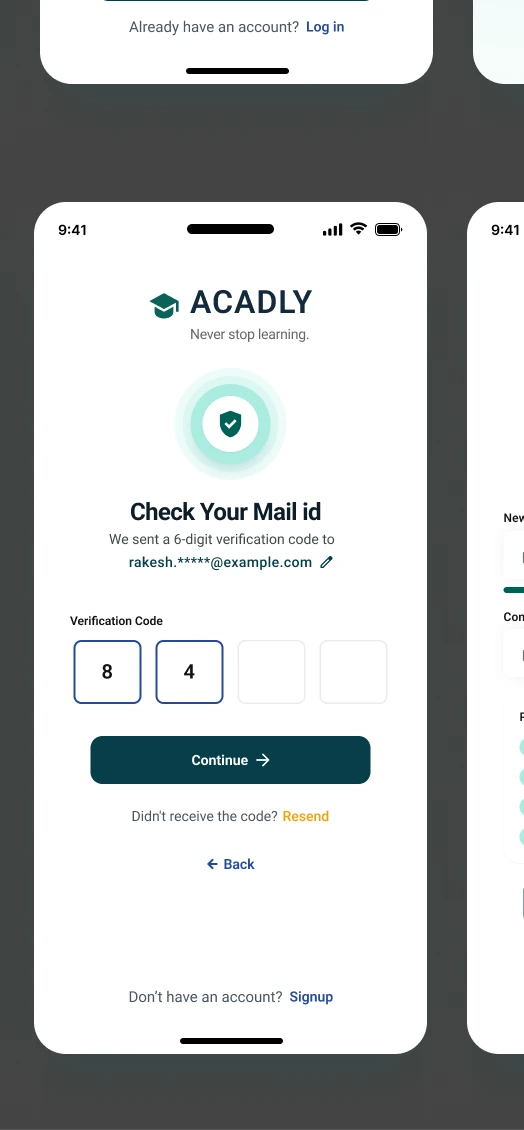 Already have an account? Log in
9:41
9:41
ACADLY
Never stop learning.
Check Your Mail id
We sent a 6-digit verification code to
rakesh.*****@example.com
New
Verification Code
Con
8 4
Continue →
Didn't receive the code? Resend
← Back
Don't have an account? Signup